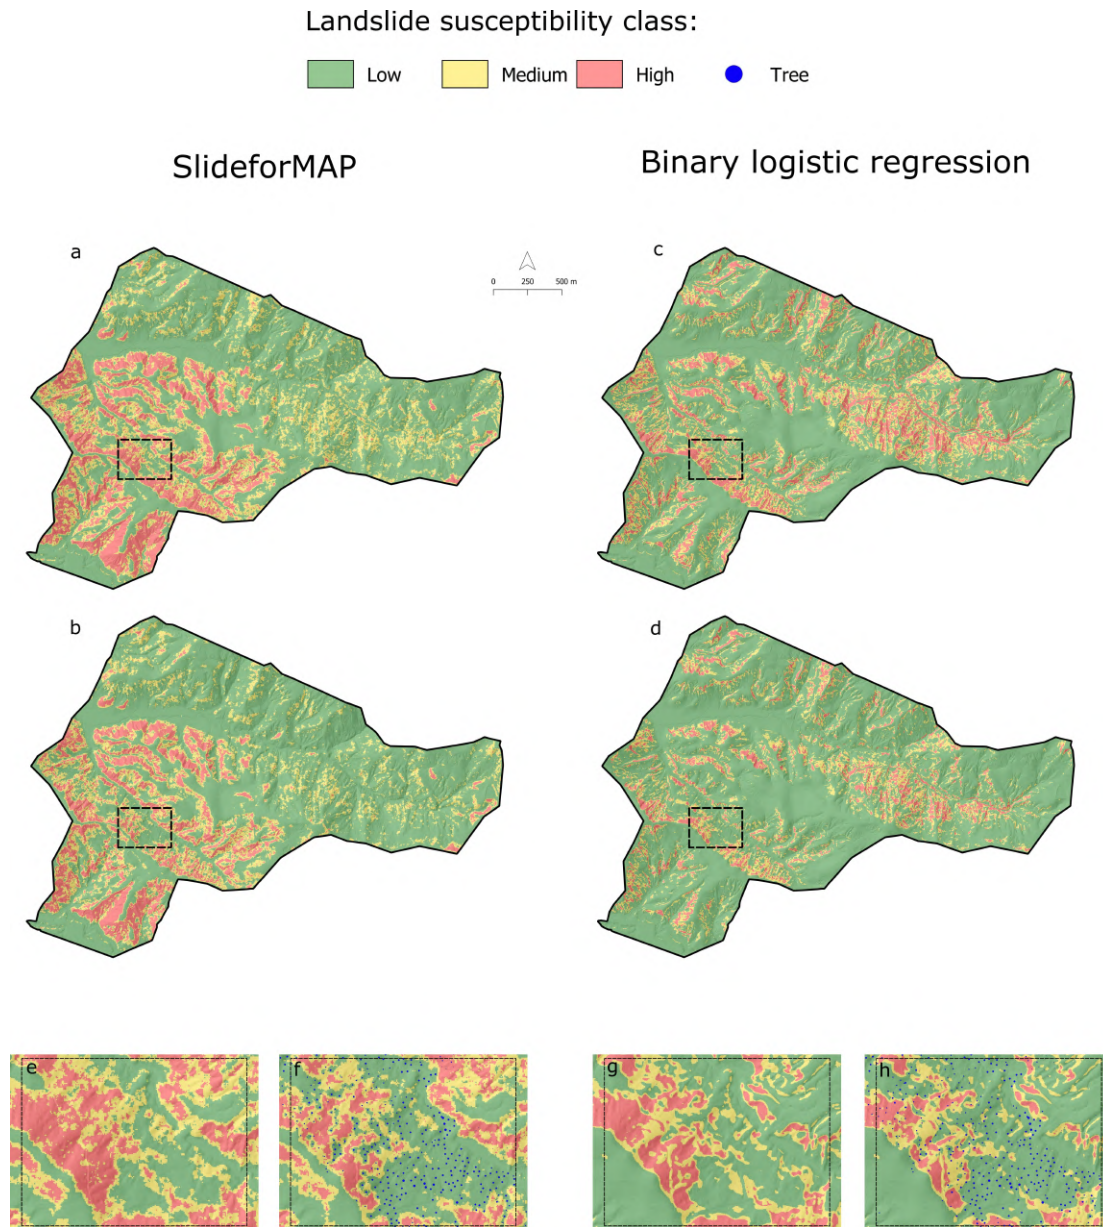 Landslide susceptibility class:
Low Medium High Tree
SlideforMAP
Binary logistic regression
a
c
0 250 500 m
b
d
e
f
g
h